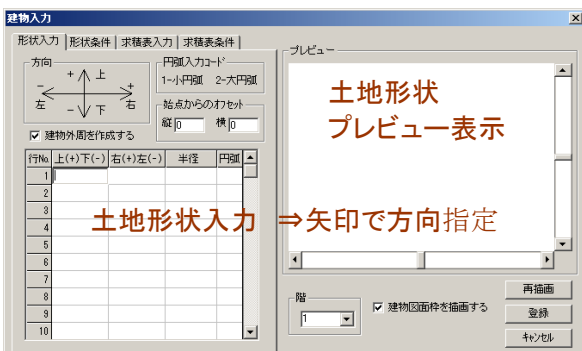 建物入力
形状入力 形状条件 求積表入力 求積表条件
方向
+ 上
- 左
+ 右
- 下
円弧入力コード
1-小円弧 2-大円弧
始点からのオフセット
縦 0 横 0
建物外周を作成する
行No. 上(+)下(-) 右(+)左(-) 半径 円弧
1
2
3
4
5
6
7
8
9
10
土地形状入力 ⇒矢印で方向指定
プレビュー
土地形状
プレビュー表示
階
1
建物図面枠を描画する
再描画
登録
キャンセル